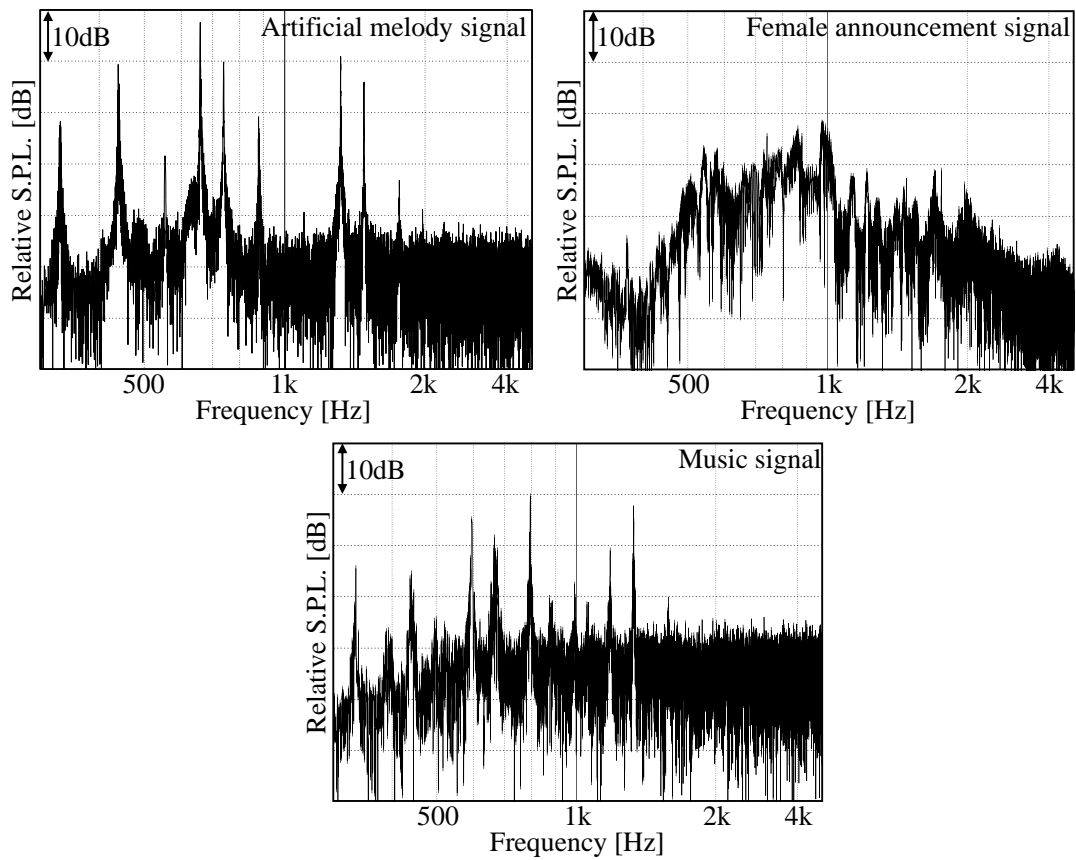 Artificial melody signal
10dB
Relative S.P.L. [dB]
500 1k 2k 4k
Frequency [Hz]
Female announcement signal
10dB
Relative S.P.L. [dB]
500 1k 2k 4k
Frequency [Hz]
Music signal
10dB
Relative S.P.L. [dB]
500 1k 2k 4k
Frequency [Hz]